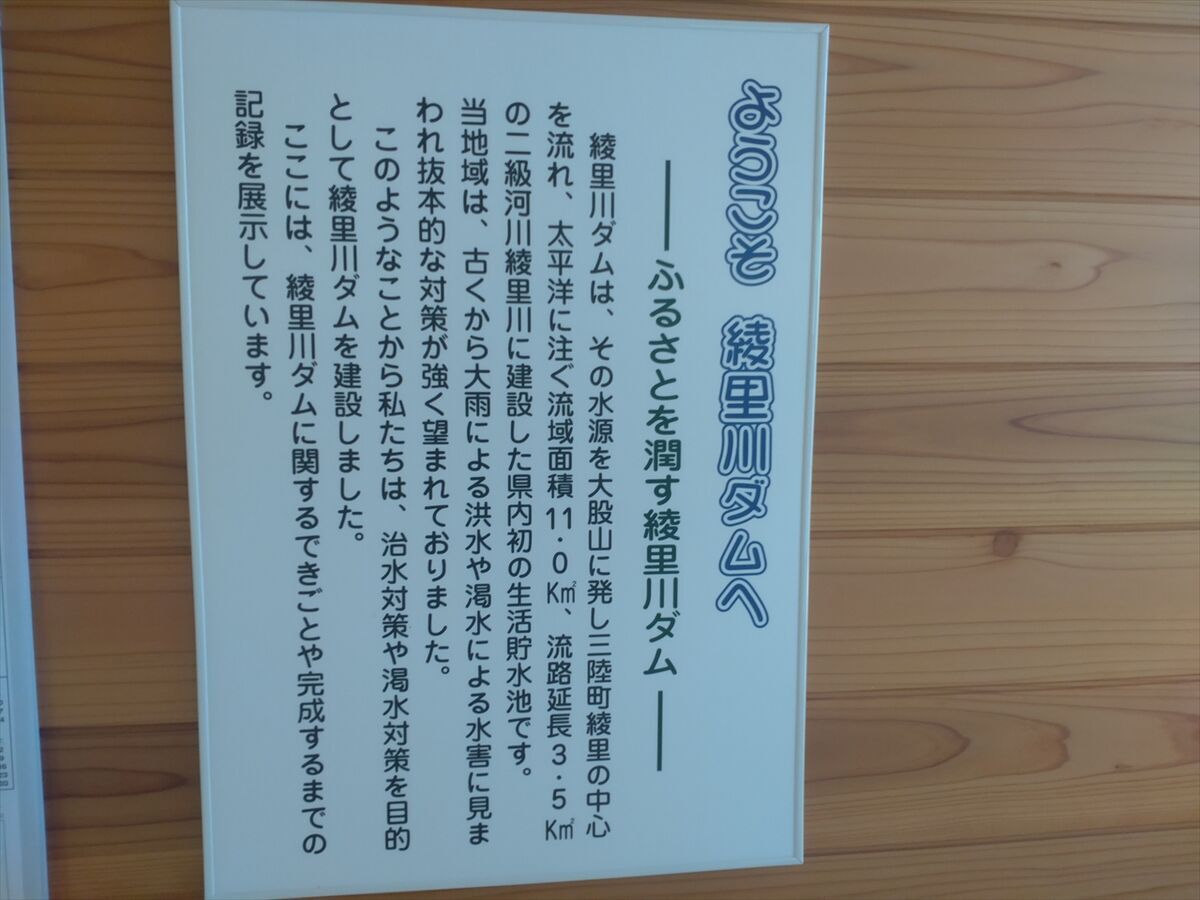 ようこそ 綾里川ダムへ
―― ふるさとを潤す綾里川ダム ――
綾里川ダムは、その水源を大股山に発し三陸町綾里の中心
を流れ、太平洋に注ぐ流域面積11・0K㎡、流路延長3・5K㎡
の二級河川綾里川に建設した県内初の生活貯水池です。
当地域は、古くから大雨による洪水や渇水による水害に見ま
われ抜本的な対策が強く望まれておりました。
このようなことから私たちは、治水対策や渇水対策を目的
として綾里川ダムを建設しました。
ここには、綾里川ダムに関するできごとや完成するまでの
記録を展示しています。